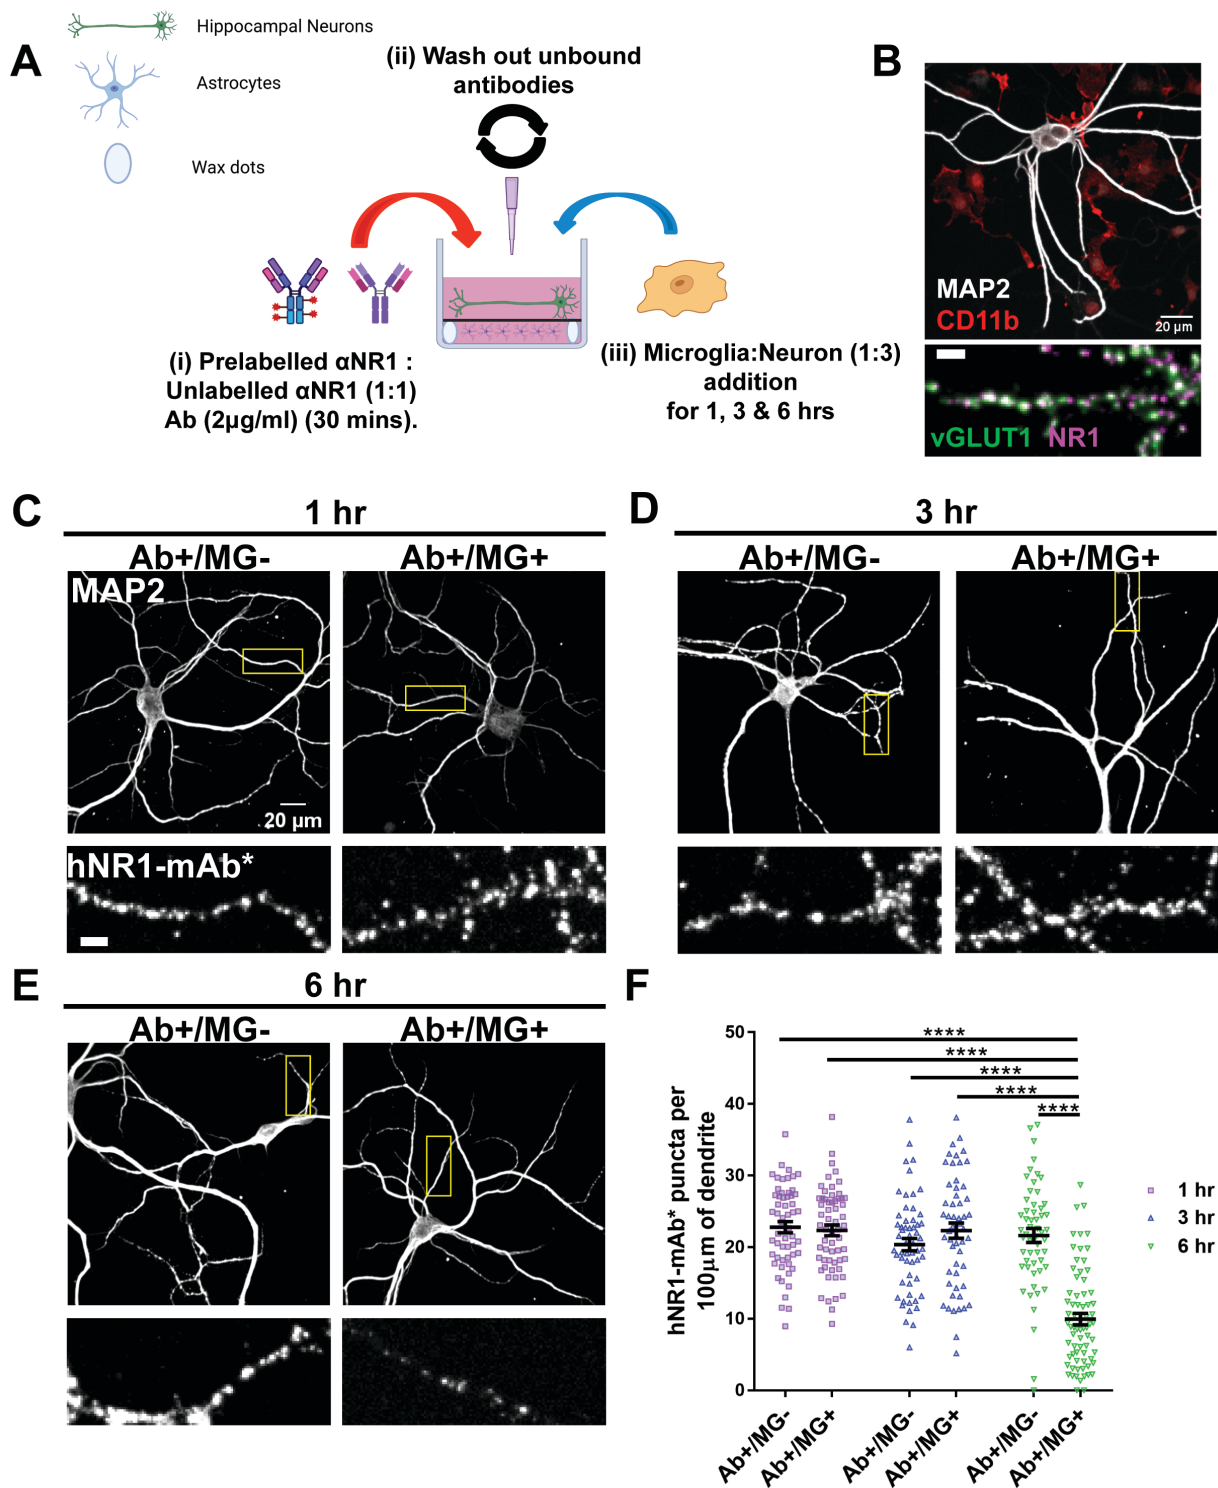 A
Hippocampal Neurons
Astrocytes
Wax dots
(ii) Wash out unbound
antibodies
(i) Prelabelled αNR1 :
Unlabelled αNR1 (1:1)
Ab (2μg/ml) (30 mins).
(iii) Microglia:Neuron (1:3)
addition
for 1, 3 & 6 hrs
B
MAP2
CD11b
20 μm
vGLUT1 NR1
C
1 hr
Ab+/MG-
Ab+/MG+
MAP2
20 μm
hNR1-mAb*
D
3 hr
Ab+/MG-
Ab+/MG+
E
6 hr
Ab+/MG-
Ab+/MG+
F
hNR1-mAb* puncta per
100μm of dendrite
50
40
30
20
10
0
****
****
****
****
****
Ab+/MG-
Ab+/MG+
Ab+/MG-
Ab+/MG+
Ab+/MG-
Ab+/MG+
1 hr
3 hr
6 hr